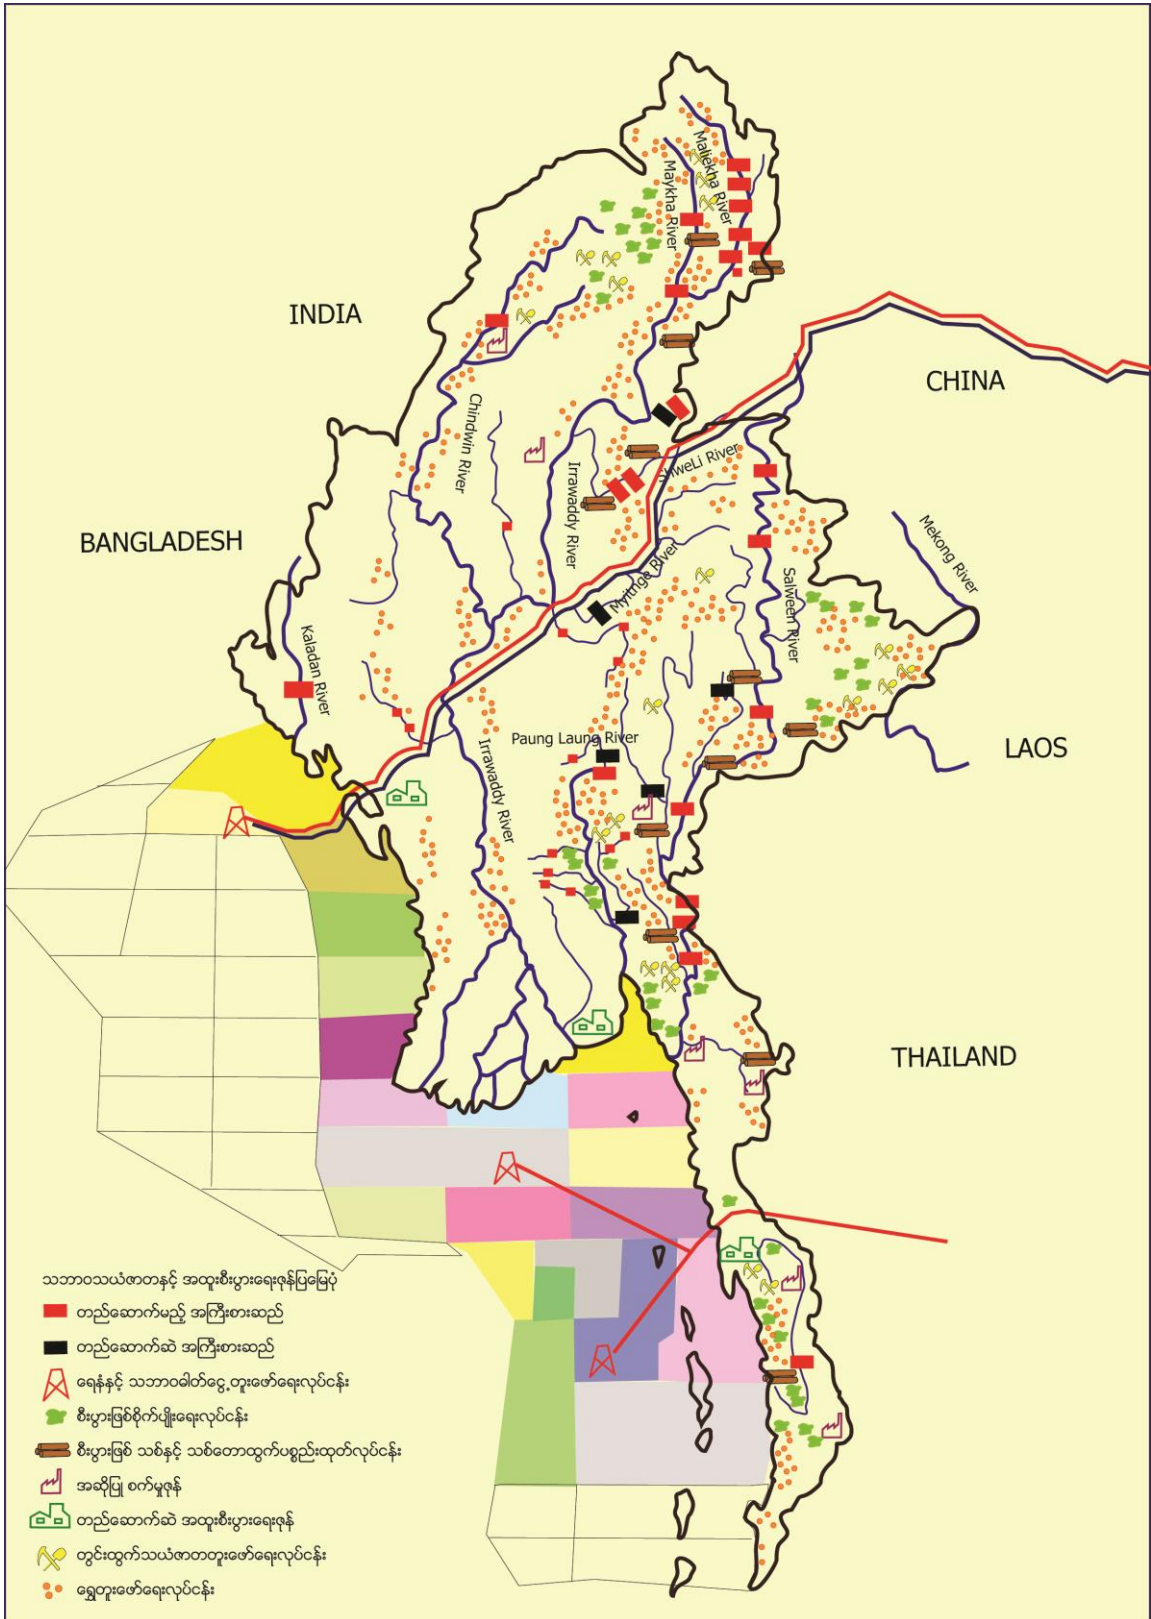 Maliekha River
Maykha River
INDIA
CHINA
Chindwin River
Irrawaddy River
ShweLi River
BANGLADESH
Mekong River
Myitnge River
Salween River
Kaladan River
Paung Laung River
Irrawaddy River
LAOS
THAILAND
သဘာဝသယံဇာတနှင့် အထူးစီးပွားရေးဇုန်ပြမြေပုံ
တည်ဆောက်မည့် အကြီးစားဆည်
တည်ဆောက်ဆဲ အကြီးစားဆည်
ရေနံနှင့် သဘာဝဓါတ်ငွေ့တူးဖော်ရေးလုပ်ငန်း
စီးပွားဖြစ်စိုက်ပျိုးရေးလုပ်ငန်း
စီးပွားဖြစ် သစ်နှင့် သစ်တောထွက်ပစ္စည်းထုတ်လုပ်ငန်း
အဆိုပြု စက်မှုဇုန်
တည်ဆောက်ဆဲ အထူးစီးပွားရေးဇုန်
တွင်းထွက်သယံဇာတတူးဖော်ရေးလုပ်ငန်း
ရွှေတူးဖော်ရေးလုပ်ငန်း